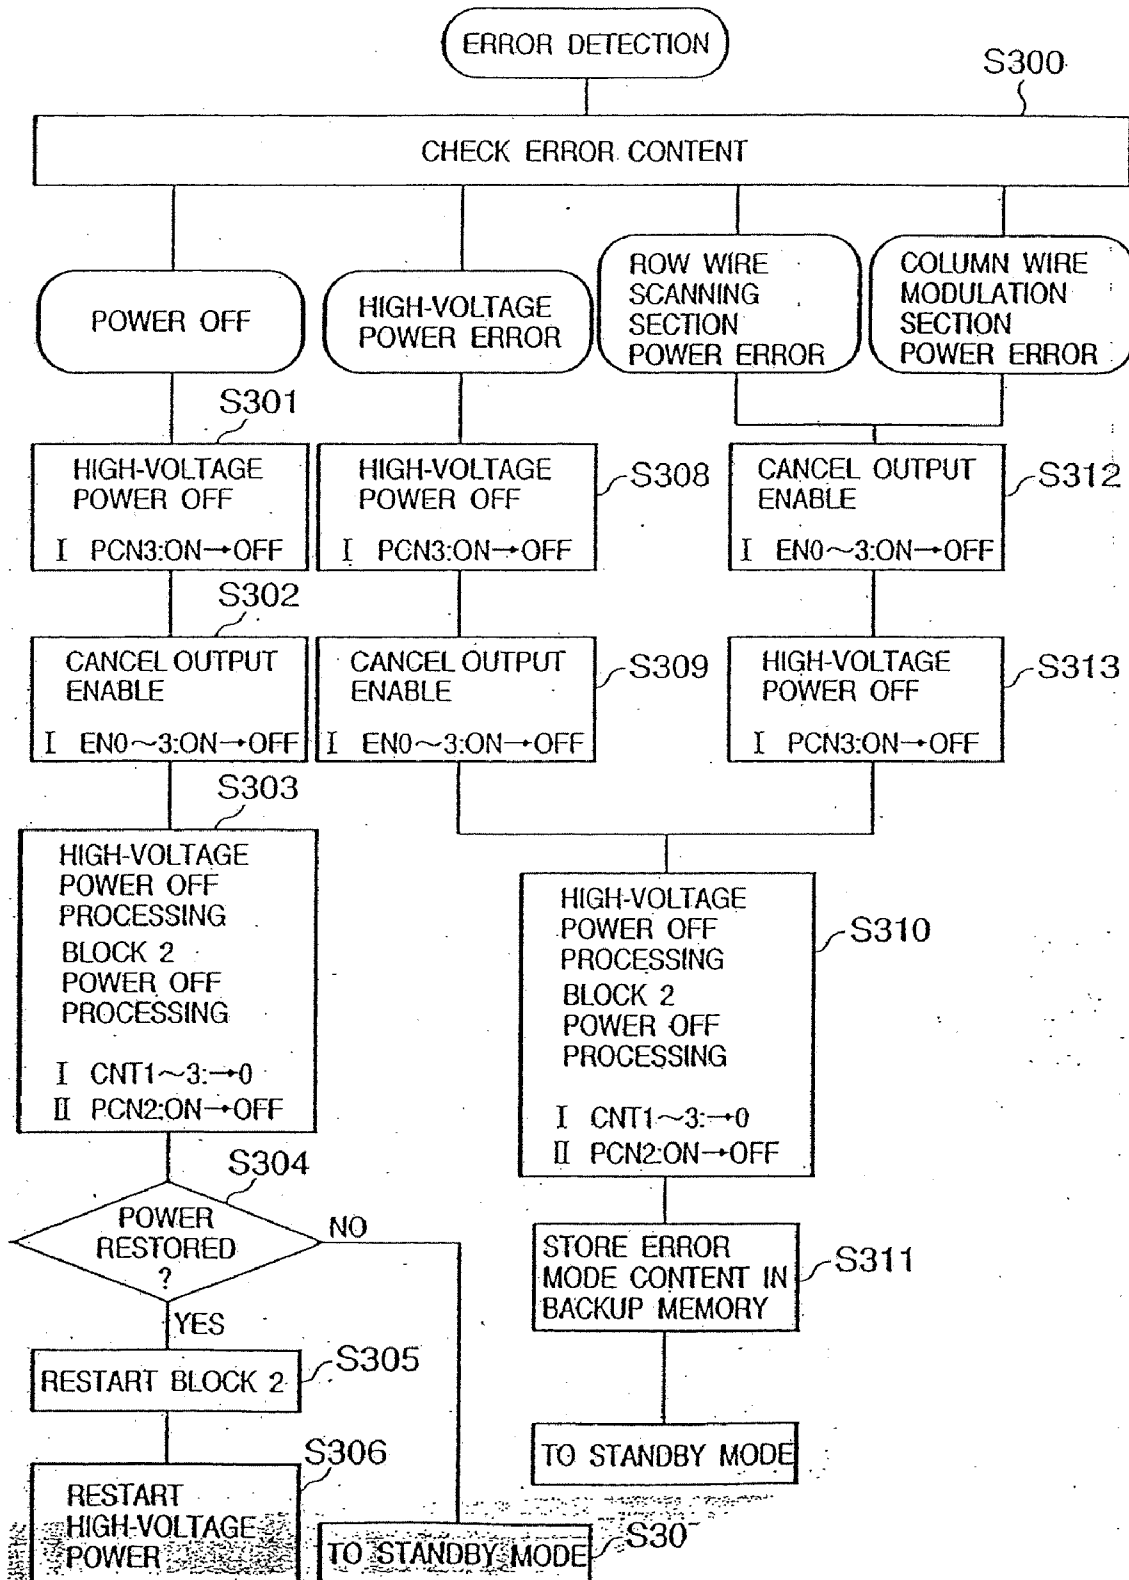 ERROR DETECTION
S300
CHECK ERROR CONTENT
POWER OFF
HIGH-VOLTAGE
POWER ERROR
ROW WIRE
SCANNING
SECTION
POWER ERROR
COLUMN WIRE
MODULATION
SECTION
POWER ERROR
S301
HIGH-VOLTAGE
POWER OFF
I PCN3:ON→OFF
HIGH-VOLTAGE
POWER OFF
I PCN3:ON→OFF
S308
CANCEL OUTPUT
ENABLE
I EN0~3:ON→OFF
S312
S302
CANCEL OUTPUT
ENABLE
I EN0~3:ON→OFF
CANCEL OUTPUT
ENABLE
I EN0~3:ON→OFF
S309
HIGH-VOLTAGE
POWER OFF
I PCN3:ON→OFF
S313
S303
HIGH-VOLTAGE
POWER OFF
PROCESSING
BLOCK 2
POWER OFF
PROCESSING
I CNT1~3:→0
II PCN2:ON→OFF
HIGH-VOLTAGE
POWER OFF
PROCESSING
BLOCK 2
POWER OFF
PROCESSING
I CNT1~3:→0
II PCN2:ON→OFF
S310
S304
POWER
RESTORED
?
NO
YES
STORE ERROR
MODE CONTENT IN
BACKUP MEMORY
S311
RESTART BLOCK 2
S305
TO STANDBY MODE
S306
RESTART
HIGH-VOLTAGE
POWER
TO STANDBY MODE
S30